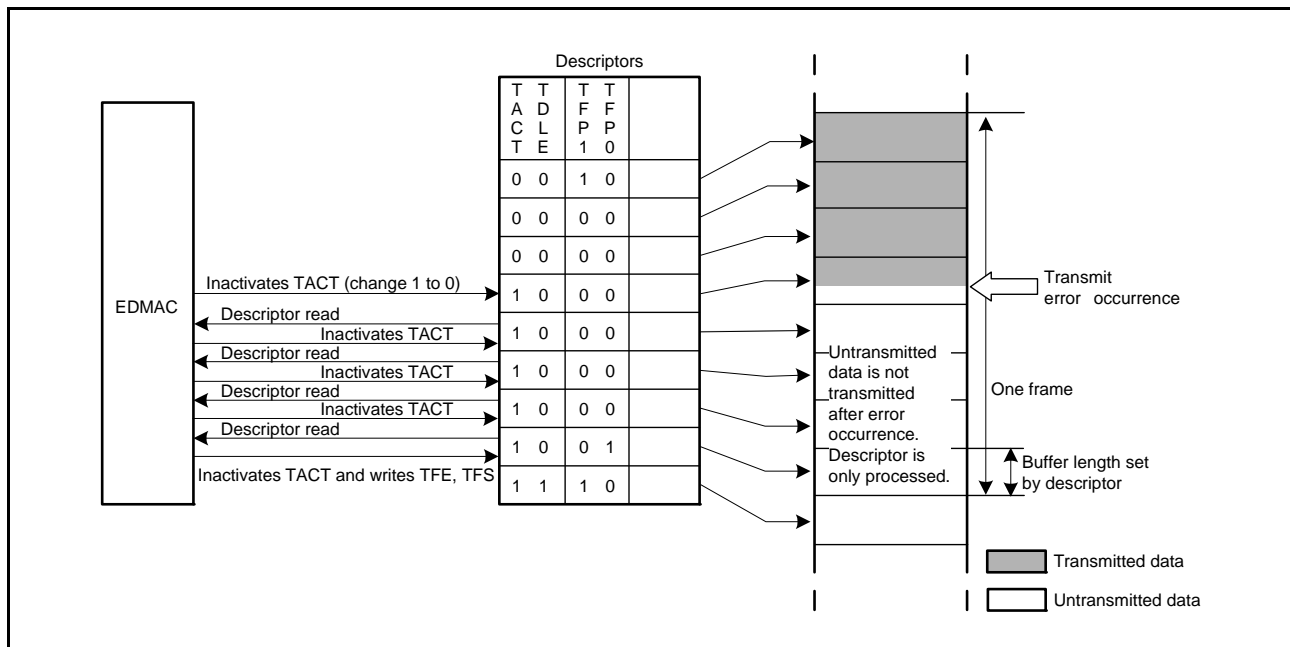 Descriptors
TACT TDLE TFP1 TFP0
0 0 1 0
0 0 0 0
0 0 0 0
1 0 0 0
1 0 0 0
1 0 0 0
1 0 0 0
1 0 0 1
1 1 1 0
EDMAC
Inactivates TACT (change 1 to 0)
Descriptor read
Inactivates TACT
Descriptor read
Inactivates TACT
Descriptor read
Inactivates TACT
Descriptor read
Inactivates TACT and writes TFE, TFS
Untransmitted
data is not
transmitted
after error
occurrence.
Descriptor is
only processed.
Transmit
error occurrence
One frame
Buffer length set
by descriptor
Transmitted data
Untransmitted data